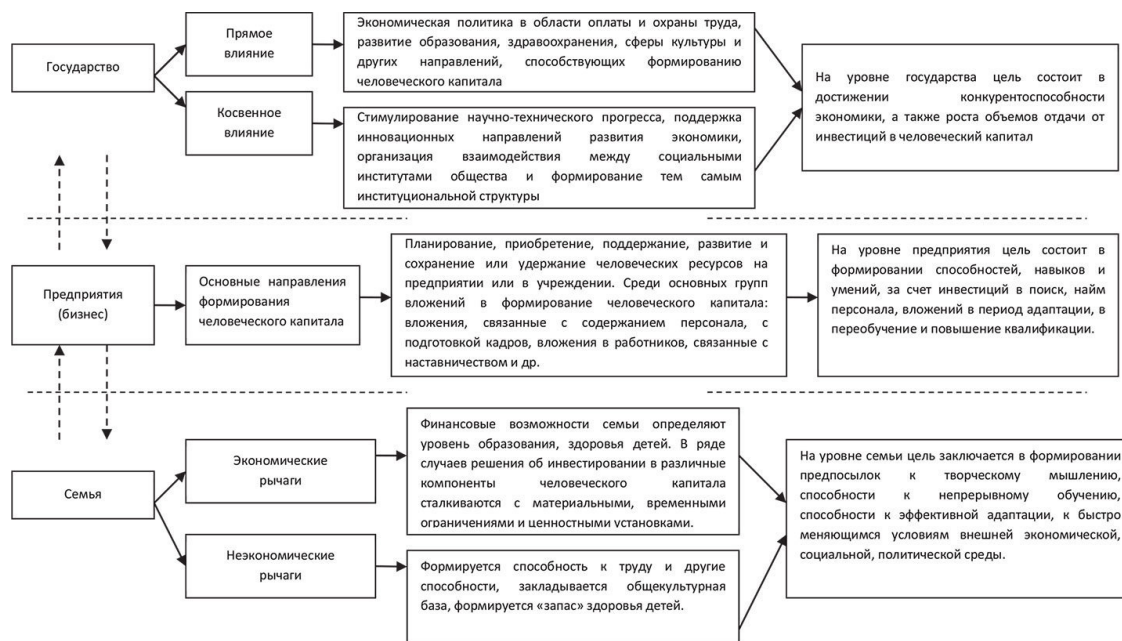 Государство
Прямое
влияние
Экономическая политика в области оплаты и охраны труда,
развитие образования, здравоохранения, сферы культуры и
других направлений, способствующих формированию
человеческого капитала
Косвенное
влияние
Стимулирование научно-технического прогресса, поддержка
инновационных направлений развития экономики,
организация взаимодействия между социальными
институтами общества и формирование тем самым
институциональной структуры
На уровне государства цель состоит в
достижении конкурентоспособности
экономики, а также роста объемов отдачи от
инвестиций в человеческий капитал
Предприятия
(бизнес)
Основные направления
формирования
человеческого капитала
Планирование, приобретение, поддержание, развитие и
сохранение или удержание человеческих ресурсов на
предприятии или в учреждении. Среди основных групп
вложений в формирование человеческого капитала:
вложения, связанные с содержанием персонала, с
подготовкой кадров, вложения в работников, связанные с
наставничеством и др.
На уровне предприятия цель состоит в
формировании способностей, навыков и
умений, за счет инвестиций в поиск, найм
персонала, вложений в период адаптации, в
переобучение и повышение квалификации.
Семья
Экономические
рычаги
Финансовые возможности семьи определяют
уровень образования, здоровья детей. В ряде
случаев решения об инвестировании в различные
компоненты человеческого капитала
сталкиваются с материальными, временными
ограничениями и ценностными установками.
Неэкономические
рычаги
Формируется способность к труду и другие
способности, закладывается общекультурная
база, формируется «запас» здоровья детей.
На уровне семьи цель заключается в формировании
предпосылок к творческому мышлению,
способности к непрерывному обучению,
способности к эффективной адаптации, к быстро
меняющимся условиям внешней экономической,
социальной, политической среды.